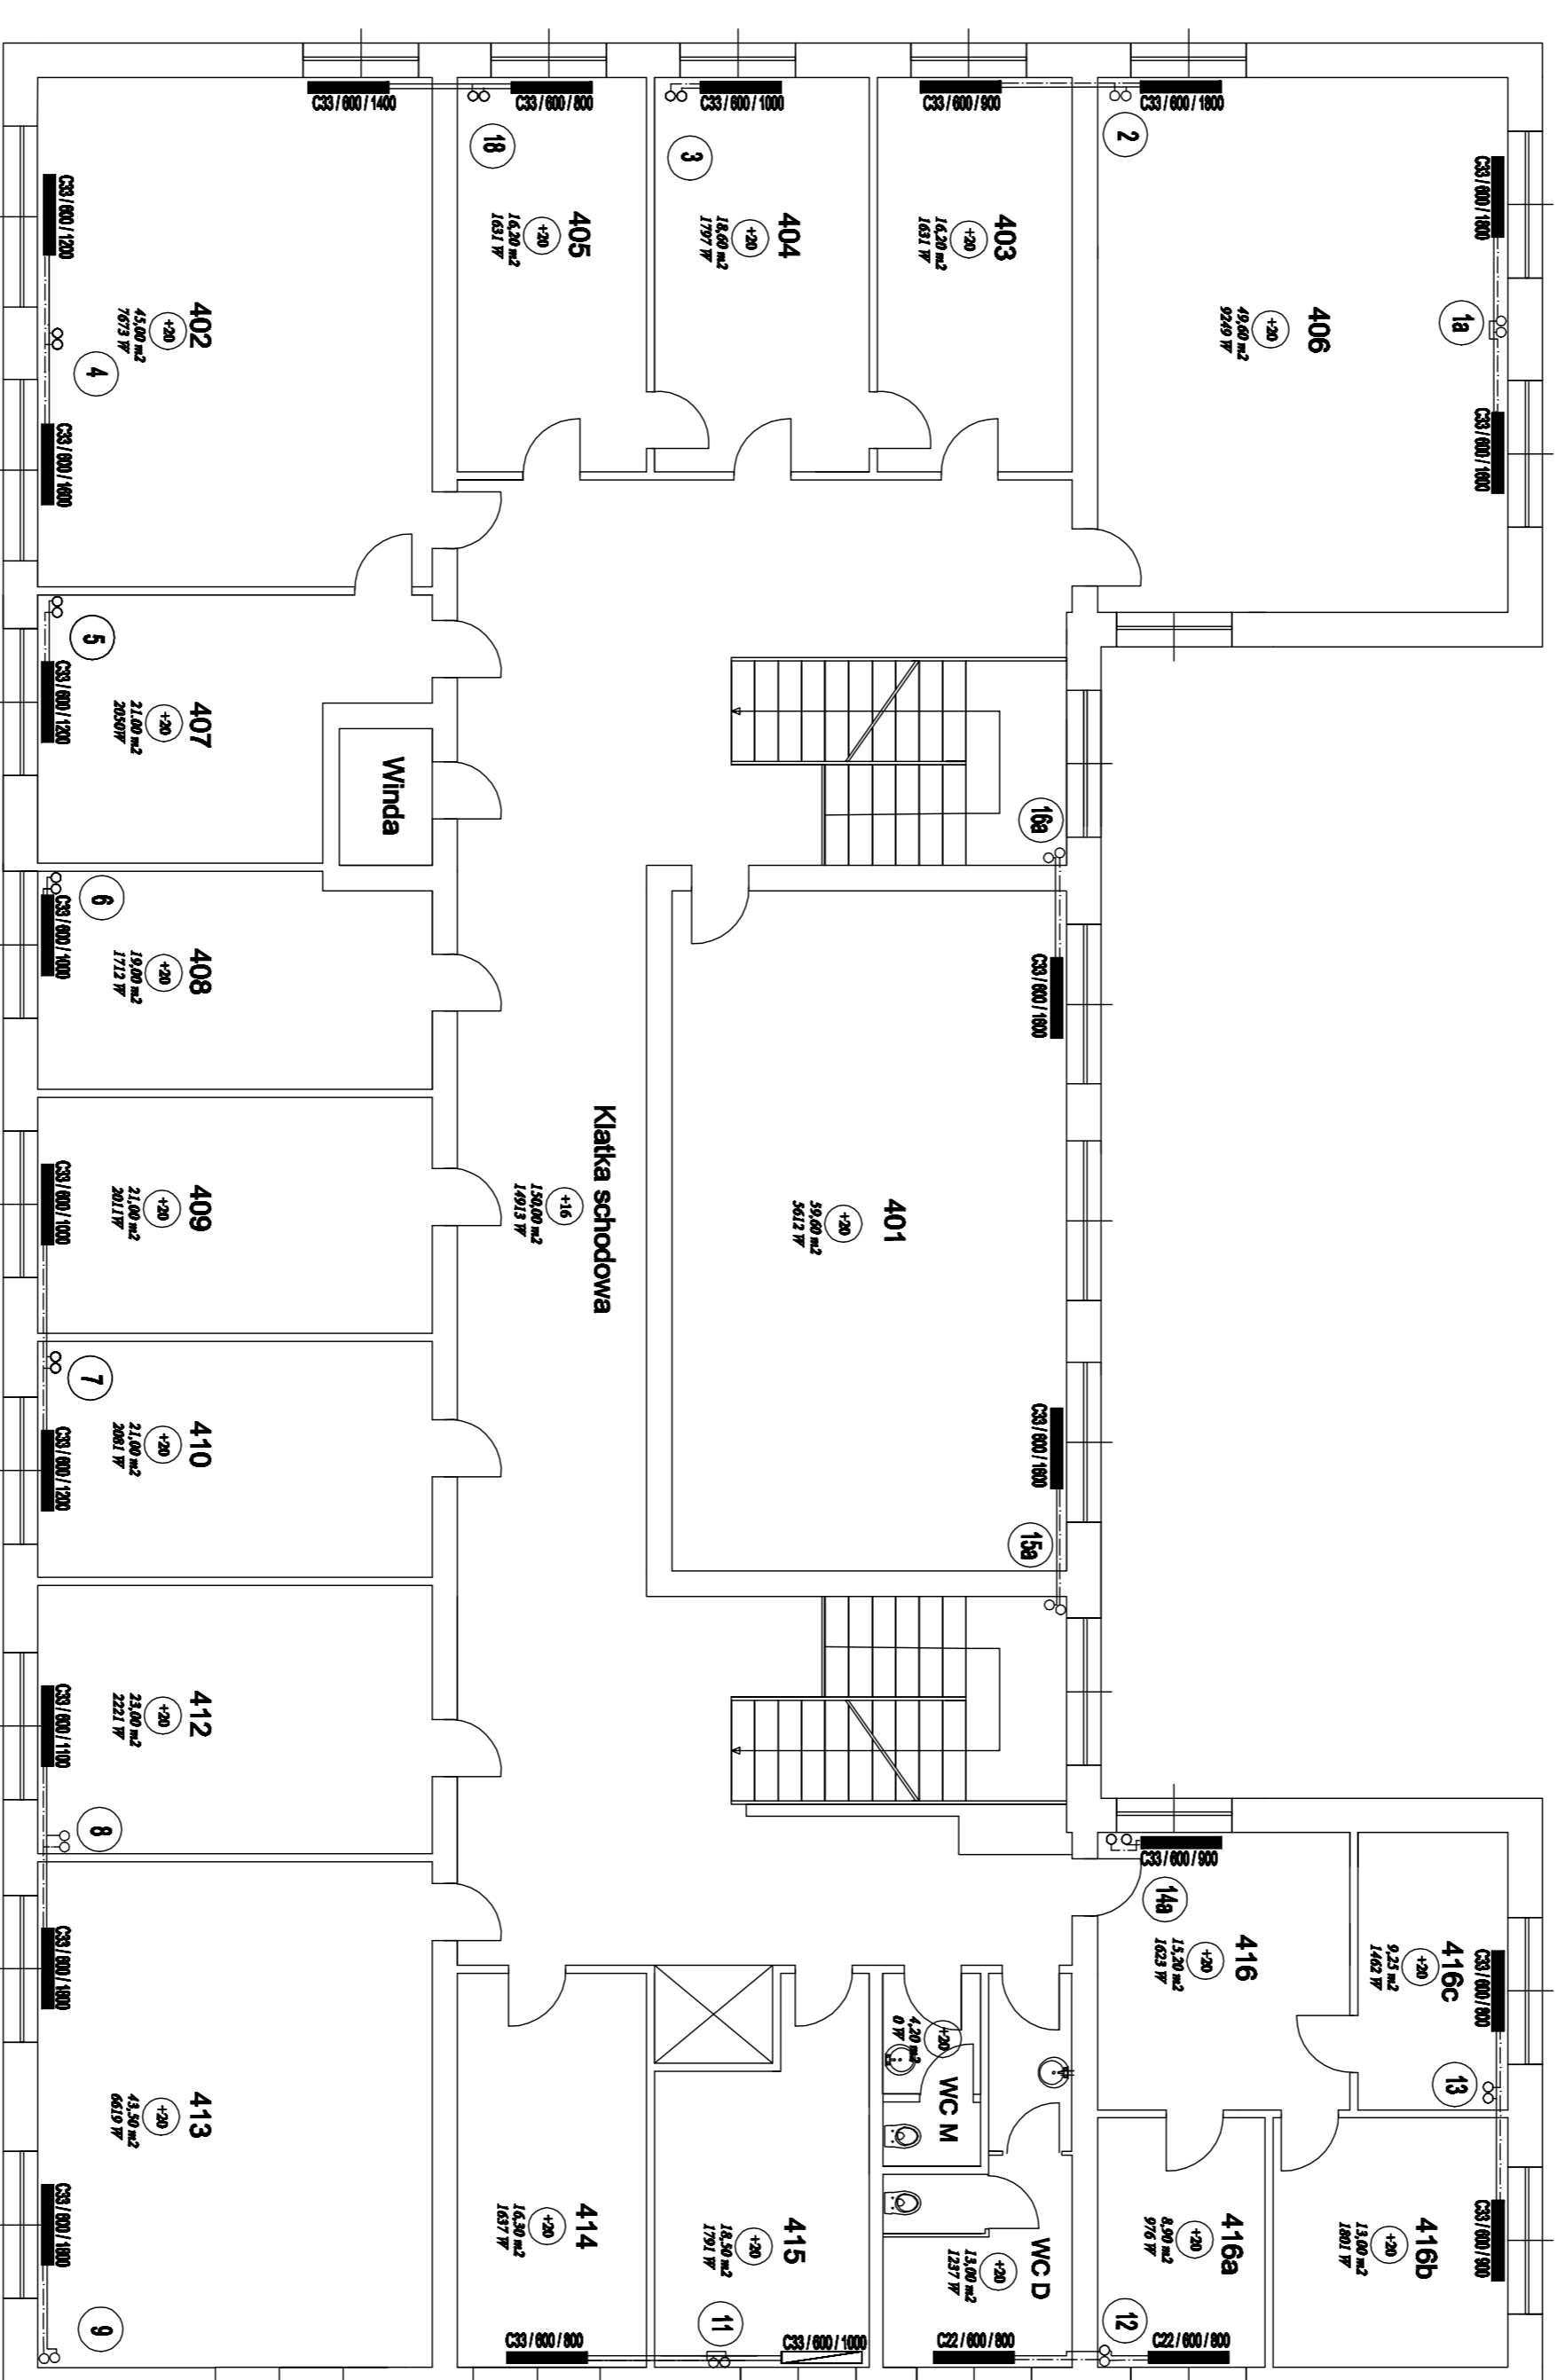 C33 / 600 / 1800
C33 / 600 / 1600
1a
406
+20
49,60 m2
9249 W
C33 / 600 / 1800
2
C33 / 600 / 900
403
+20
16,20 m2
1631 W
C33 / 600 / 1000
3
404
+20
18,60 m2
1797 W
C33 / 600 / 800
18
405
+20
16,20 m2
1631 W
C33 / 600 / 1400
402
+20
45,00 m2
7673 W
C33 / 600 / 1200
4
C33 / 600 / 1600
5
C33 / 600 / 1200
407
+20
21.00 m2
2050W
Winda
6
C33 / 600 / 1000
408
+20
19,00 m2
1712 W
409
+20
21,00 m2
2011W
C33 / 600 / 1000
7
410
+20
21,00 m2
2081 W
C33 / 600 / 1200
412
+20
23,00 m2
2221 W
C33 / 600 / 1100
8
413
+20
43,50 m2
6619 W
C33 / 600 / 1800
C33 / 600 / 1800
9
Klatka schodowa
+16
150,00 m2
14913 W
16a
C33 / 600 / 1600
401
+20
59,60 m2
5612 W
C33 / 600 / 1600
15a
C33 / 600 / 900
14a
416
+20
15,20 m2
1623 W
C33 / 600 / 800
416c
+20
9,25 m2
1462 W
13
C33 / 600 / 900
416b
+20
13,00 m2
1801 W
416a
+20
8,90 m2
976 W
12
C22 / 600 / 800
WC M
+20
4,20 m2
0 W
WC D
+20
13,00 m2
1237 W
C22 / 600 / 800
415
+20
18,50 m2
1791 W
11
C33 / 600 / 1000
414
+20
16,30 m2
1637 W
C33 / 600 / 800